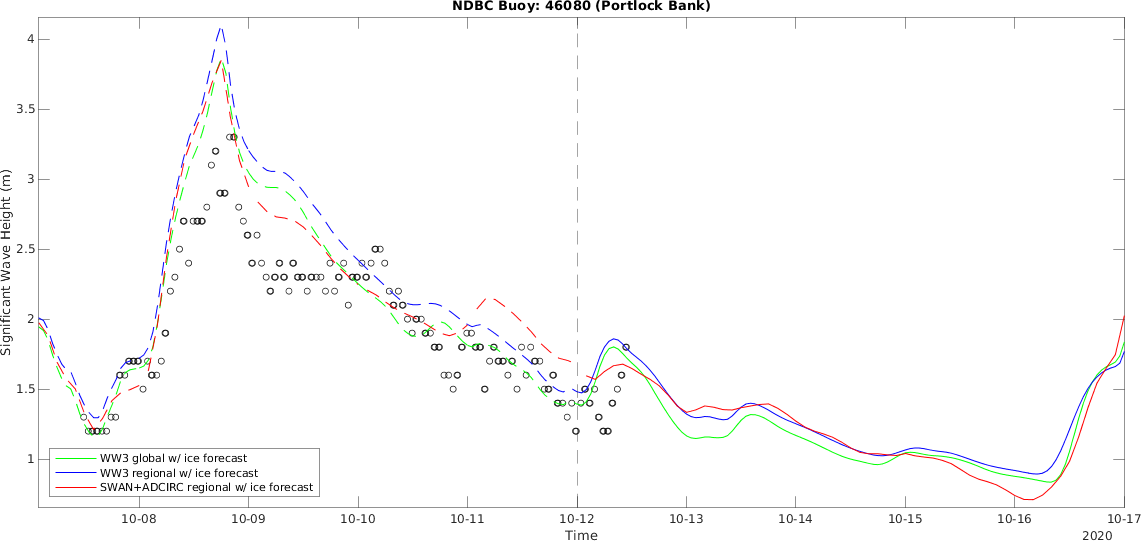 NDBC Buoy: 46080 (Portlock Bank)
Significant Wave Height (m)
4
3.5
3
2.5
2
1.5
1
WW3 global w/ ice forecast
WW3 regional w/ ice forecast
SWAN+ADCIRC regional w/ ice forecast
10-08 10-09 10-10 10-11 10-12 10-13 10-14 10-15 10-16 10-17
Time
2020